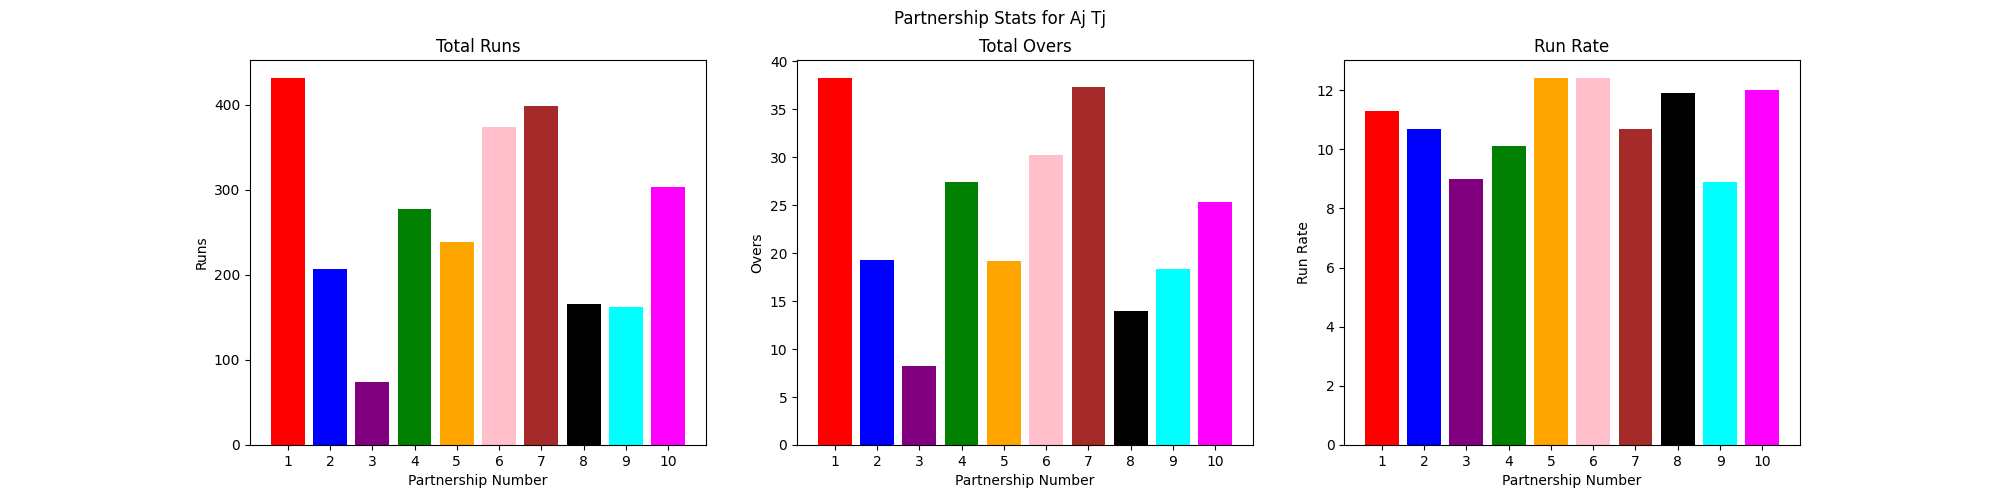 Partnership Stats for Aj Tj
Total Runs
Runs
400
300
200
100
0
1 2 3 4 5 6 7 8 9 10
Partnership Number
Total Overs
Overs
40
35
30
25
20
15
10
5
0
1 2 3 4 5 6 7 8 9 10
Partnership Number
Run Rate
Run Rate
12
10
8
6
4
2
0
1 2 3 4 5 6 7 8 9 10
Partnership Number